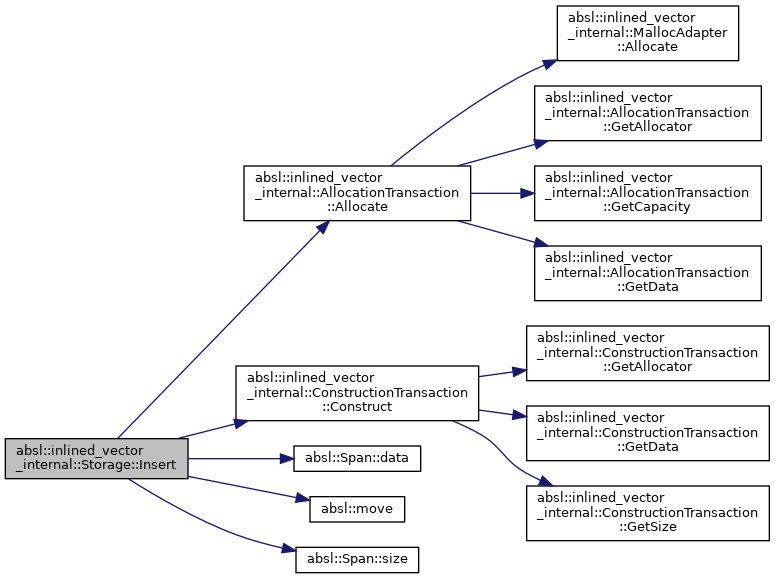 absl::inlined_vector
_internal::MallocAdapter
::Allocate
absl::inlined_vector
_internal::AllocationTransaction
::GetAllocator
absl::inlined_vector
_internal::AllocationTransaction
::Allocate
absl::inlined_vector
_internal::AllocationTransaction
::GetCapacity
absl::inlined_vector
_internal::AllocationTransaction
::GetData
absl::inlined_vector
_internal::ConstructionTransaction
::GetAllocator
absl::inlined_vector
_internal::ConstructionTransaction
::Construct
absl::inlined_vector
_internal::ConstructionTransaction
::GetData
absl::inlined_vector
_internal::Storage::Insert
absl::Span::data
absl::move
absl::inlined_vector
_internal::ConstructionTransaction
::GetSize
absl::Span::size